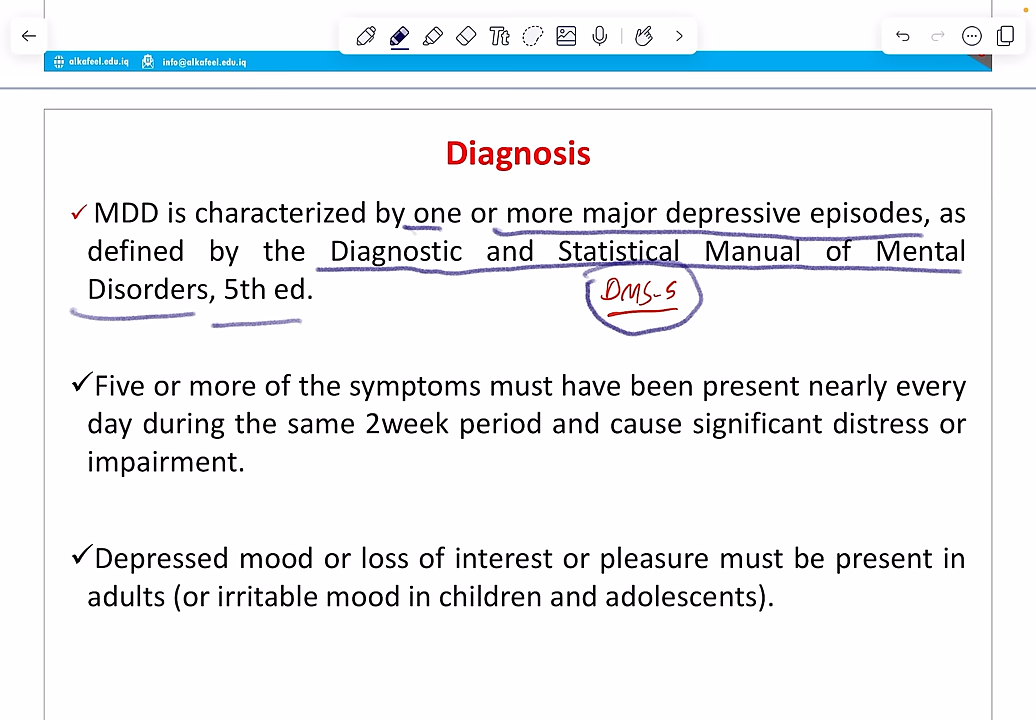 Tt
alkafeel.edu.iq info@alkafeel.edu.iq
Diagnosis
✓ MDD is characterized by one or more major depressive episodes, as
defined by the Diagnostic and Statistical Manual of Mental
Disorders, 5th ed.
DMS-5
✓Five or more of the symptoms must have been present nearly every
day during the same 2week period and cause significant distress or
impairment.
✓Depressed mood or loss of interest or pleasure must be present in
adults (or irritable mood in children and adolescents).